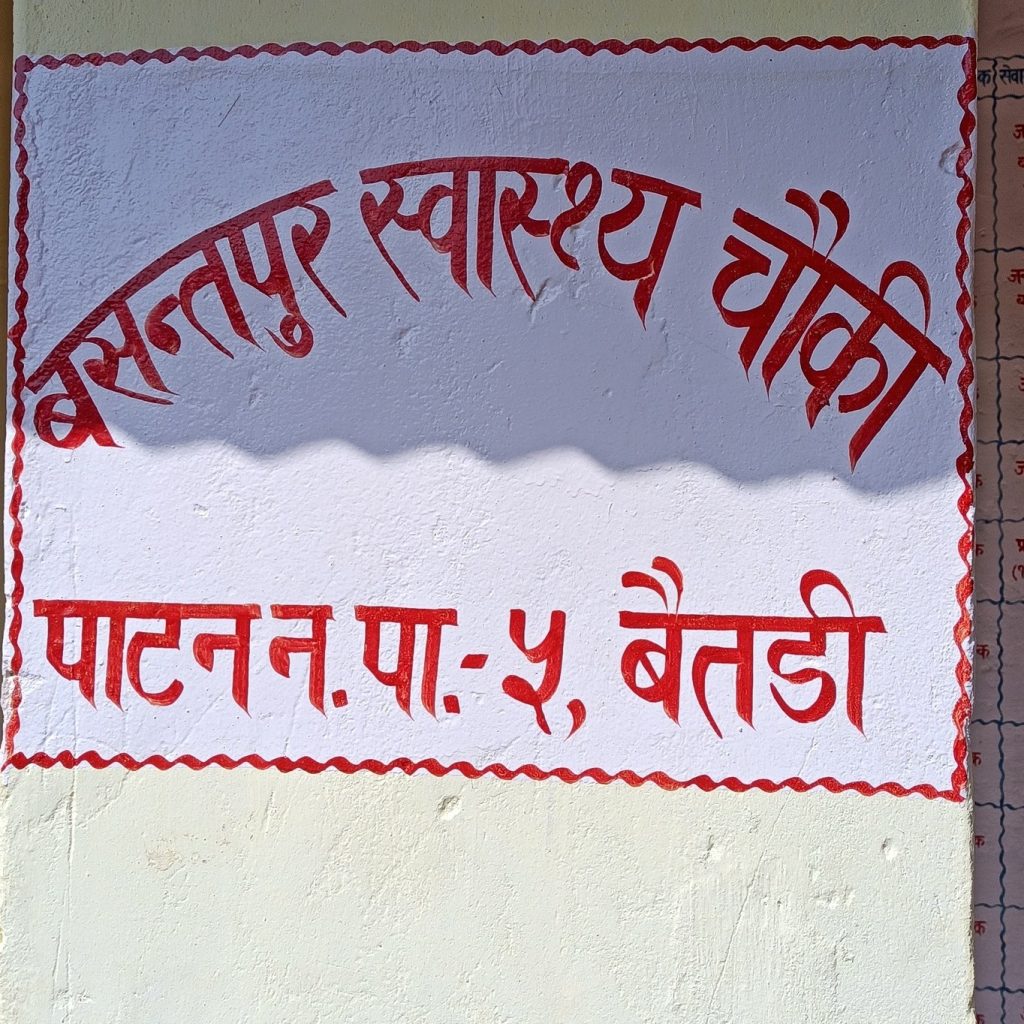 बसन्तपुर स्वास्थ्य चौकी
पाटन न. पा.- ५, बैतडी
सेवा